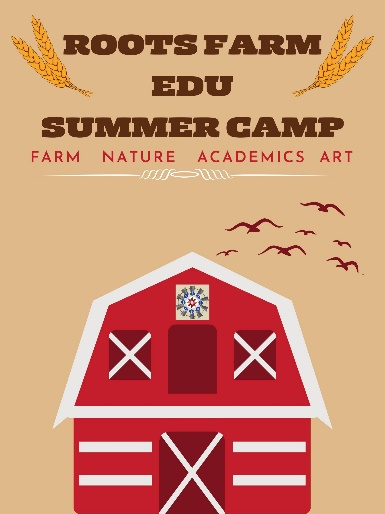 ROOTS FARM
EDU
SUMMER CAMP
FARM NATURE ACADEMICS ART